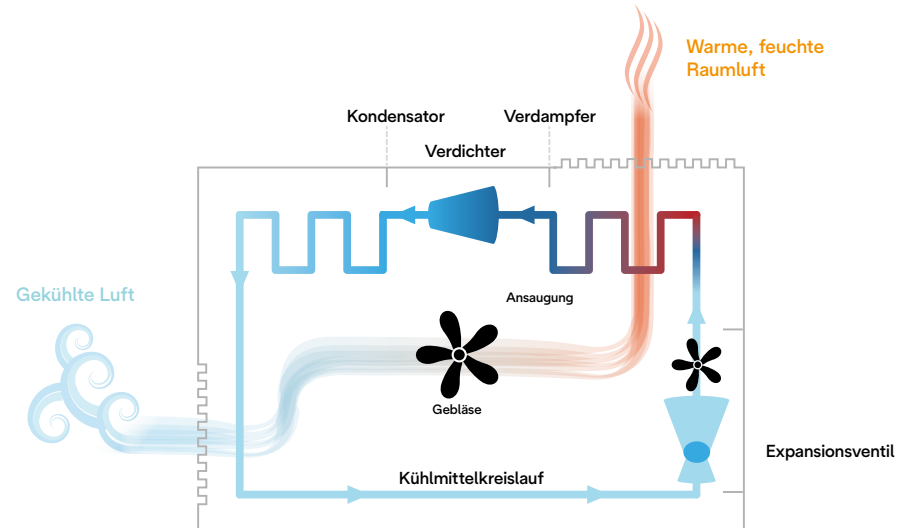 Warme, feuchte
Raumluft
Kondensator
Verdampfer
Verdichter
Gekühlte Luft
Ansaugung
Gebläse
Expansionsventil
Kühlmittelkreislauf